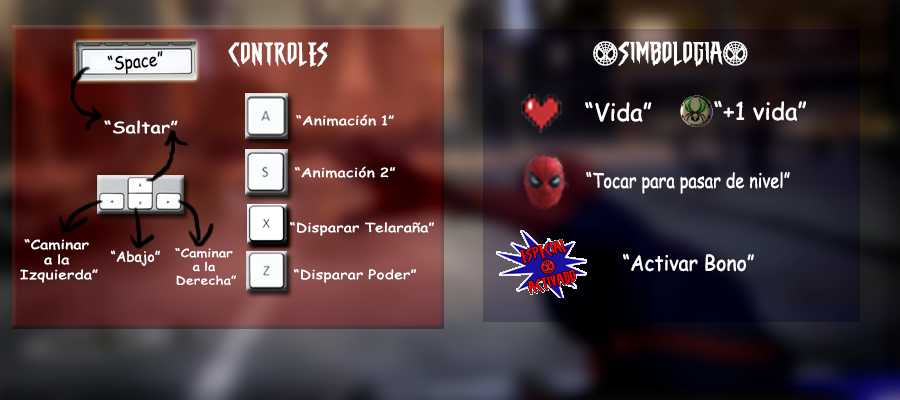 CONTROLES
“Space”
“Saltar”
“Caminar
a la
Izquierda”
“Abajo”
“Caminar
a la
Derecha”
A
“Animación 1”
S
“Animación 2”
X
“Disparar Telaraña”
Z
“Disparar Poder”
SIMBOLOGIA
“Vida”
“+1 vida”
“Tocar para pasar de nivel”
ESPECIAL
ACTIVADO
“Activar Bono”